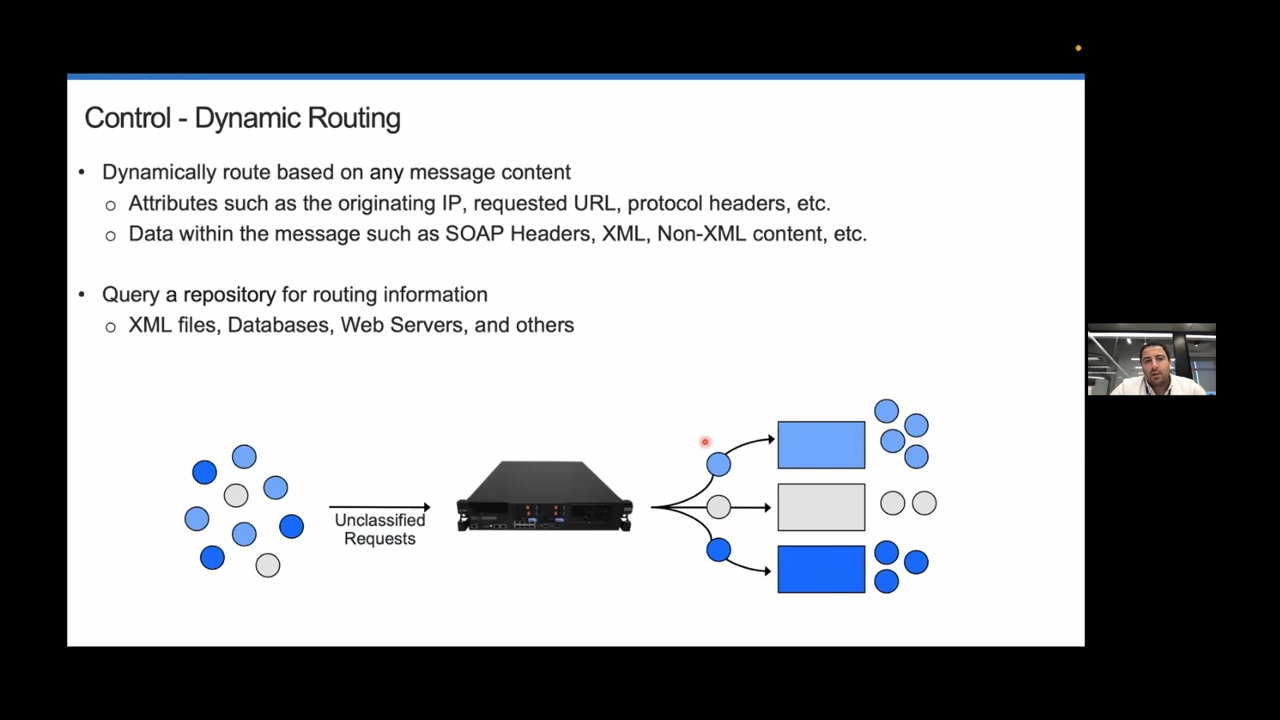 Control - Dynamic Routing
• Dynamically route based on any message content
o Attributes such as the originating IP, requested URL, protocol headers, etc.
o Data within the message such as SOAP Headers, XML, Non-XML content, etc.
• Query a repository for routing information
o XML files, Databases, Web Servers, and others
Unclassified
Requests